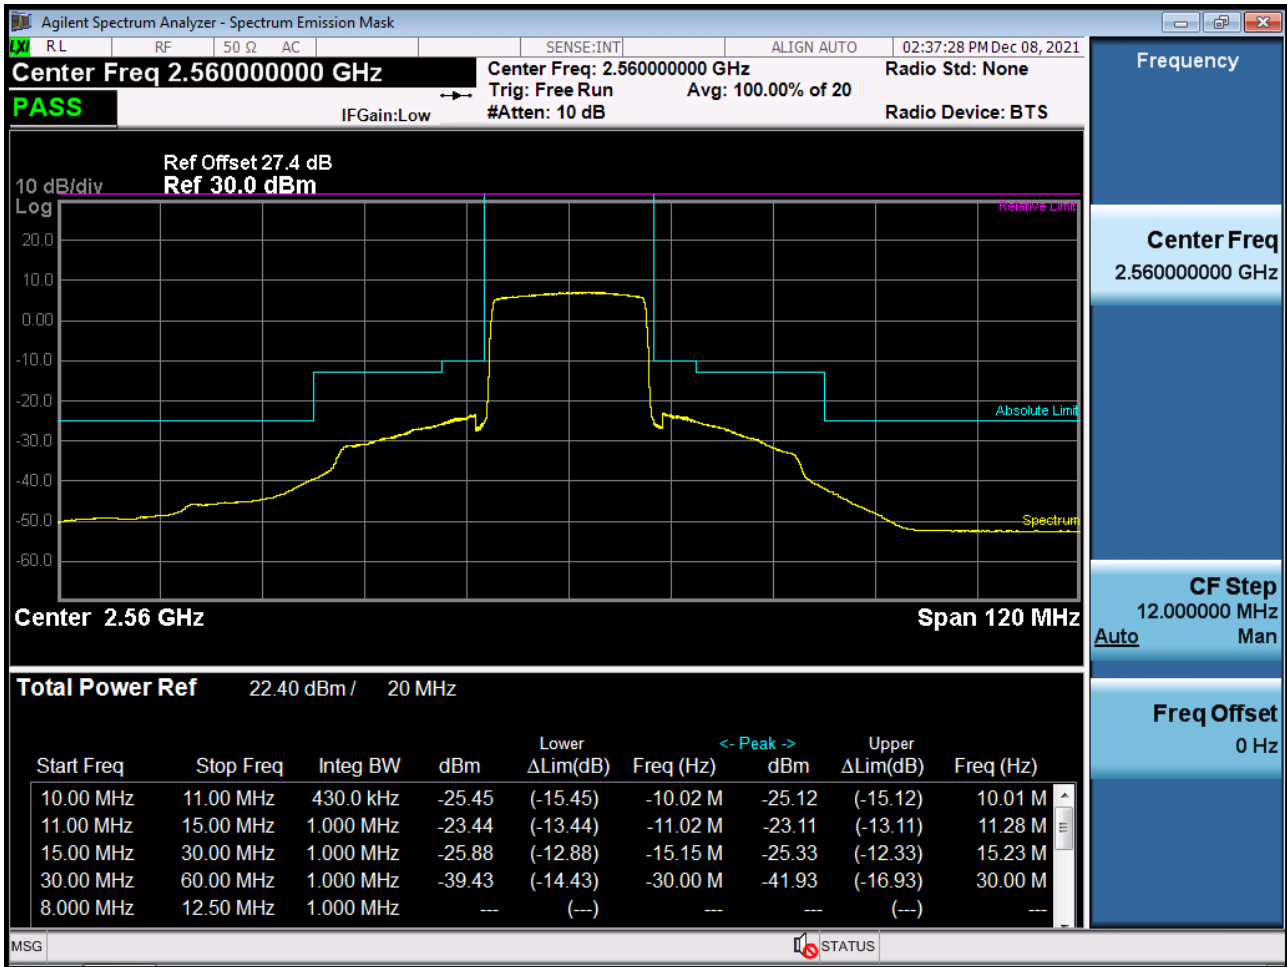 Agilent Spectrum Analyzer - Spectrum Emission Mask
LXI RL RF 50 Ω AC SENSE:INT ALIGN AUTO 02:37:28 PM Dec 08, 2021
Center Freq 2.560000000 GHz Center Freq: 2.560000000 GHz Radio Std: None
Trig: Free Run Avg: 100.00% of 20
PASS IFGain:Low #Atten: 10 dB Radio Device: BTS
Ref Offset 27.4 dB
10 dB/div Ref 30.0 dBm
Log
Relative Limit
20.0
10.0
0.00
-10.0
-20.0
Absolute Limit
-30.0
-40.0
-50.0
Spectrum
-60.0
Center 2.56 GHz Span 120 MHz
Total Power Ref 22.40 dBm / 20 MHz
Lower <- Peak -> Upper
Start Freq Stop Freq Integ BW dBm ΔLim(dB) Freq (Hz) dBm ΔLim(dB) Freq (Hz)
10.00 MHz 11.00 MHz 430.0 kHz -25.45 (-15.45) -10.02 M -25.12 (-15.12) 10.01 M
11.00 MHz 15.00 MHz 1.000 MHz -23.44 (-13.44) -11.02 M -23.11 (-13.11) 11.28 M
15.00 MHz 30.00 MHz 1.000 MHz -25.88 (-12.88) -15.15 M -25.33 (-12.33) 15.23 M
30.00 MHz 60.00 MHz 1.000 MHz -39.43 (-14.43) -30.00 M -41.93 (-16.93) 30.00 M
8.000 MHz 12.50 MHz 1.000 MHz --- (---) --- --- (---) ---
MSG STATUS
Frequency
Center Freq
2.560000000 GHz
CF Step
12.000000 MHz
Auto Man
Freq Offset
0 Hz